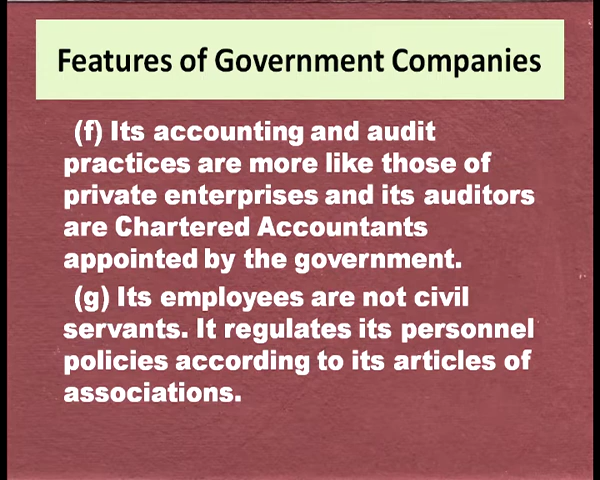 Features of Government Companies
(f) Its accounting and audit
practices are more like those of
private enterprises and its auditors
are Chartered Accountants
appointed by the government.
(g) Its employees are not civil
servants. It regulates its personnel
policies according to its articles of
associations.